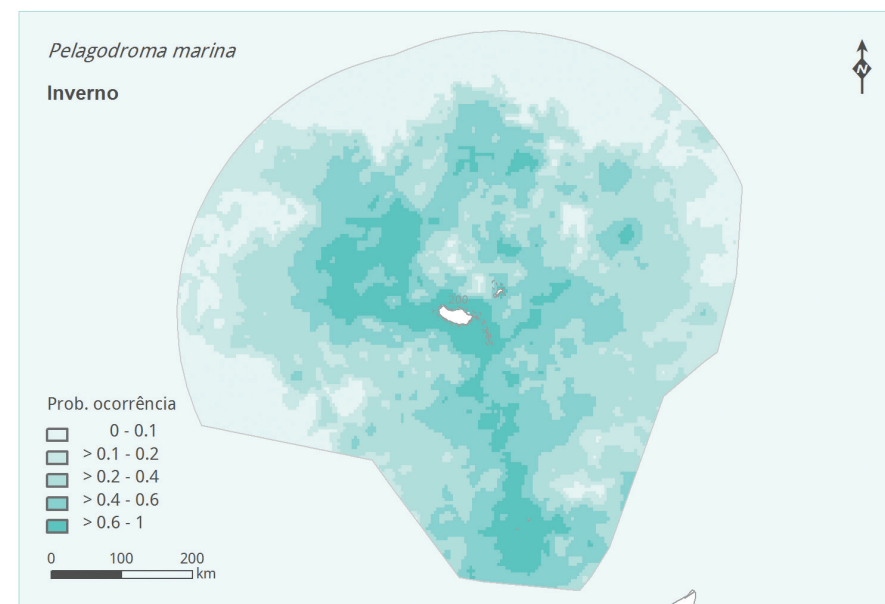 Pelagodroma marina
Inverno
N
200
Prob. ocorrência
0 - 0.1
> 0.1 - 0.2
> 0.2 - 0.4
> 0.4 - 0.6
> 0.6 - 1
0 100 200
km